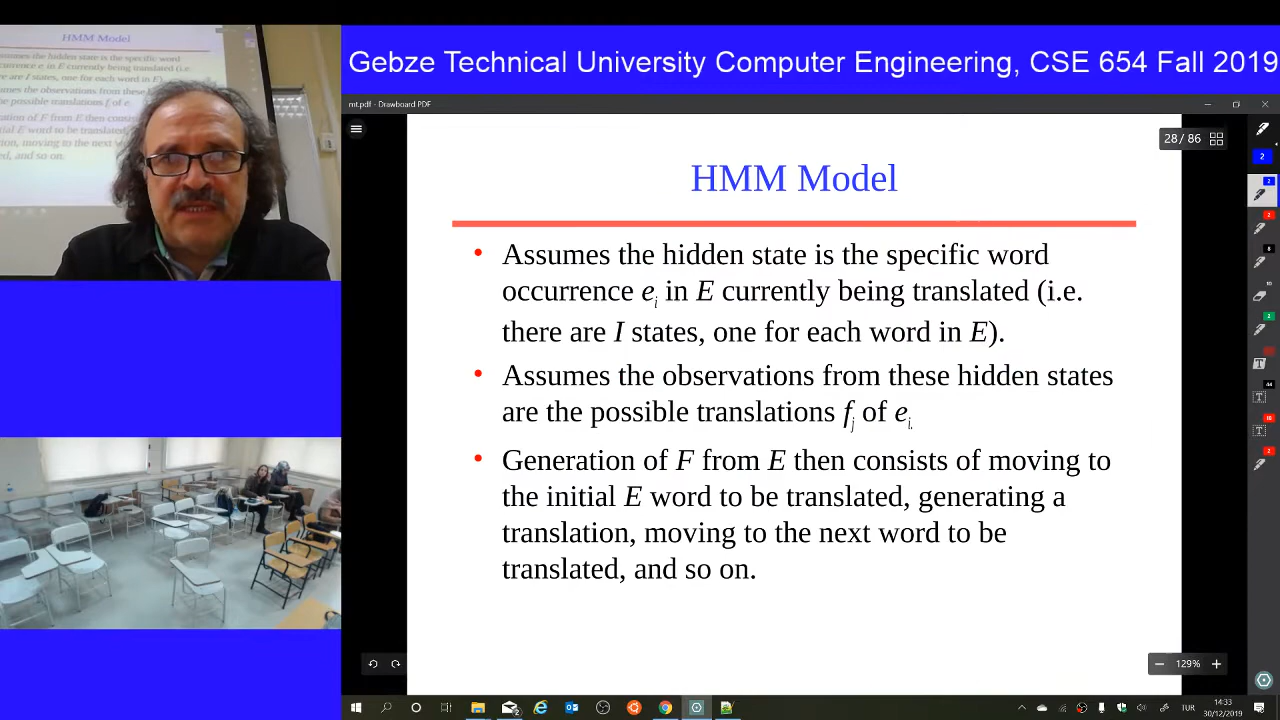 Gebze Technical University Computer Engineering, CSE 654 Fall 2019
mt.pdf - Drawboard PDF
28 / 86
HMM Model
• Assumes the hidden state is the specific word
occurrence ei in E currently being translated (i.e.
there are I states, one for each word in E).
• Assumes the observations from these hidden states
are the possible translations fj of ei.
• Generation of F from E then consists of moving to
the initial E word to be translated, generating a
translation, moving to the next word to be
translated, and so on.
129%
TUR
14:33
30/12/2019
HMM Model